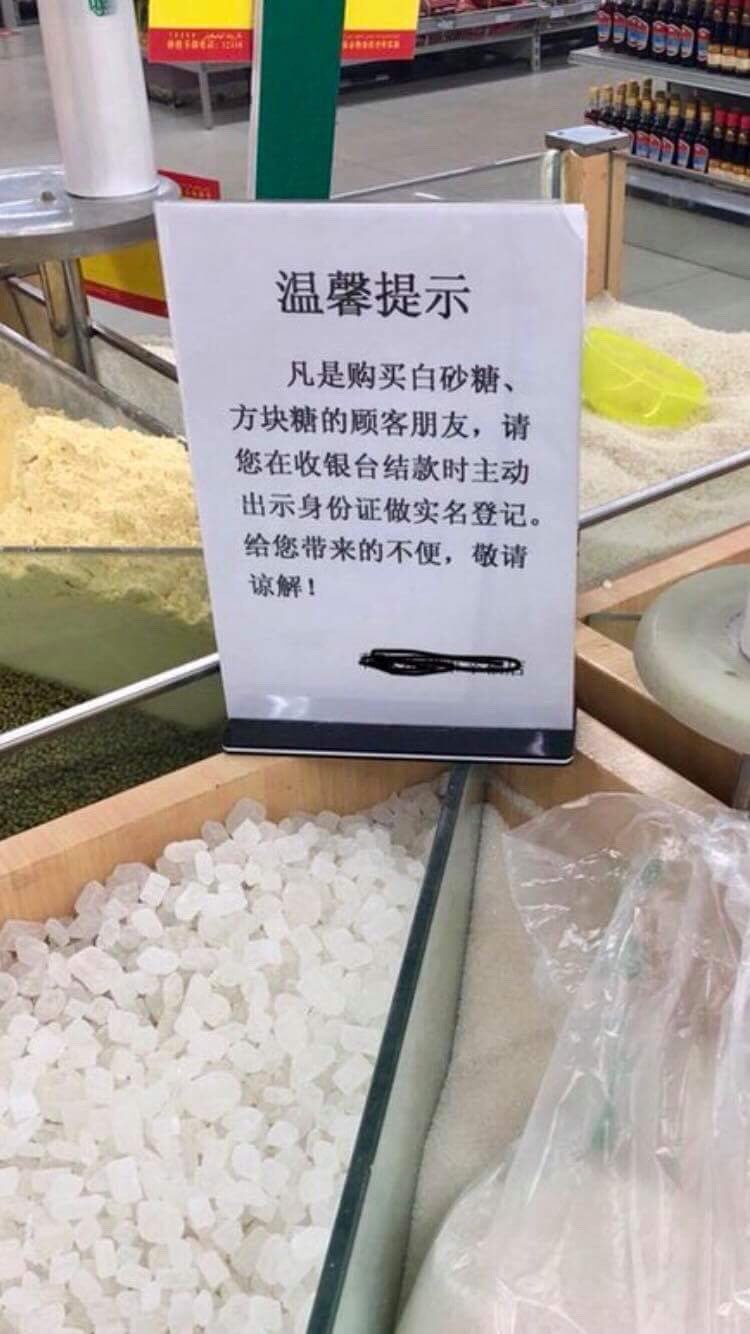 温馨提示
凡是购买白砂糖、
方块糖的顾客朋友，请
您在收银台结款时主动
出示身份证做实名登记。
给您带来的不便，敬请
谅解！